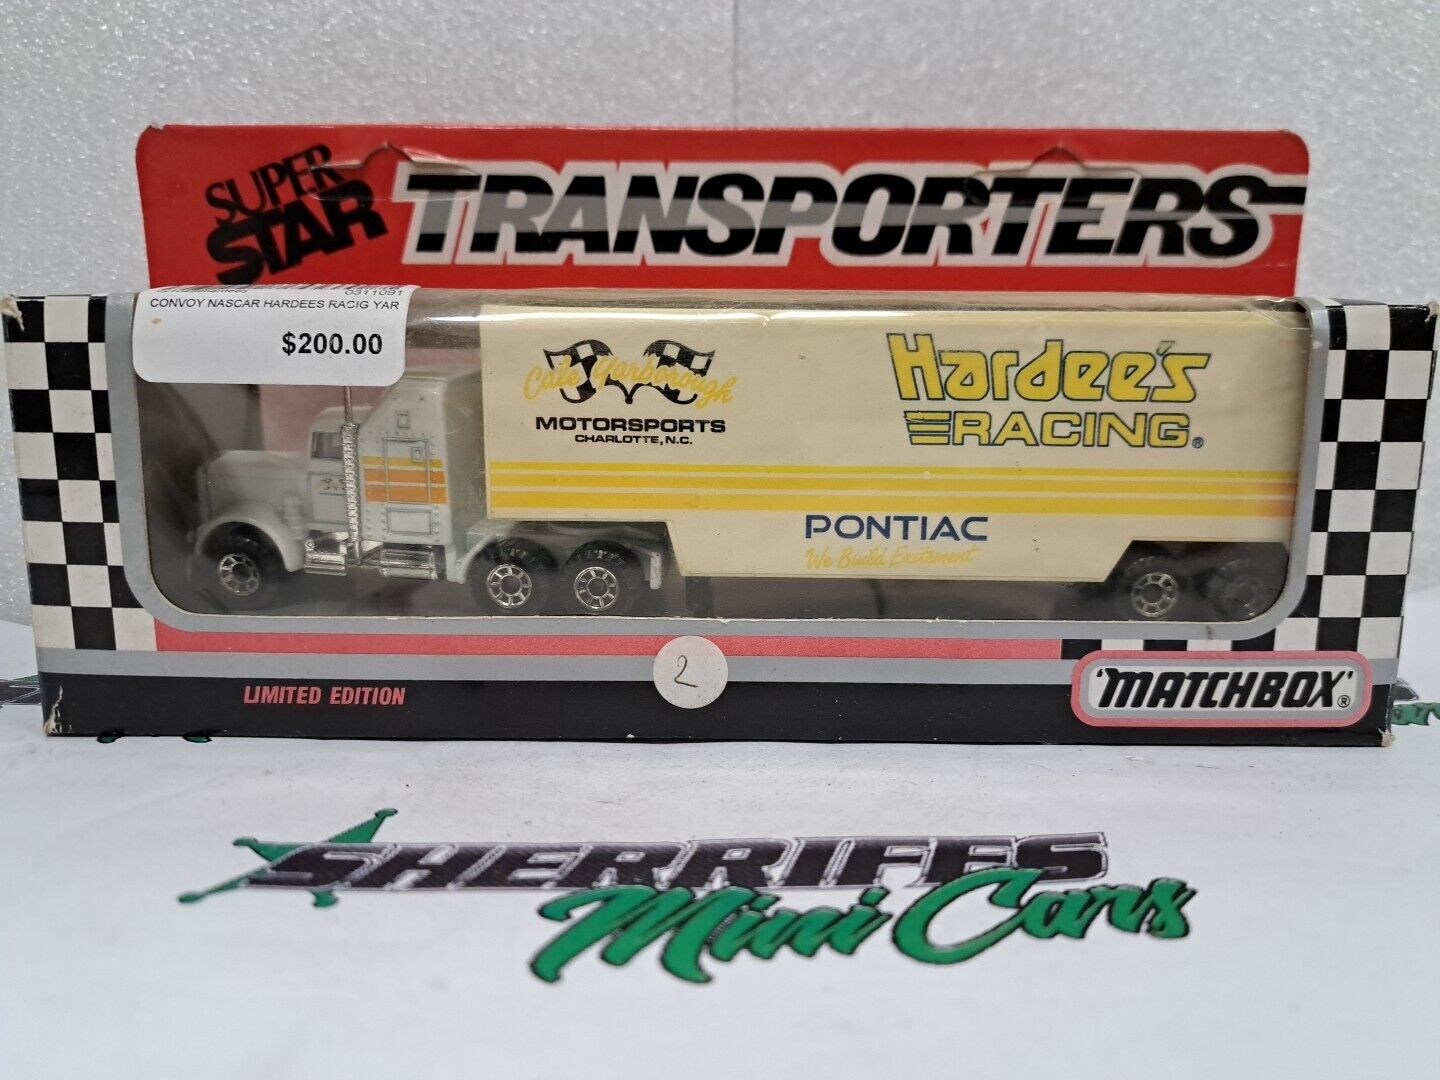 SUPER
STAR
TRANSPORTERS
0311091
CONVOY NASCAR HARDEES RACIG YAR
$200.00
Cale Yarborough
MOTORSPORTS
CHARLOTTE, N.C.
Hardee's
RACING®
PONTIAC
We Build Excitement
2
LIMITED EDITION
'MATCHBOX'®
SHERRIFFS
Mini Cars